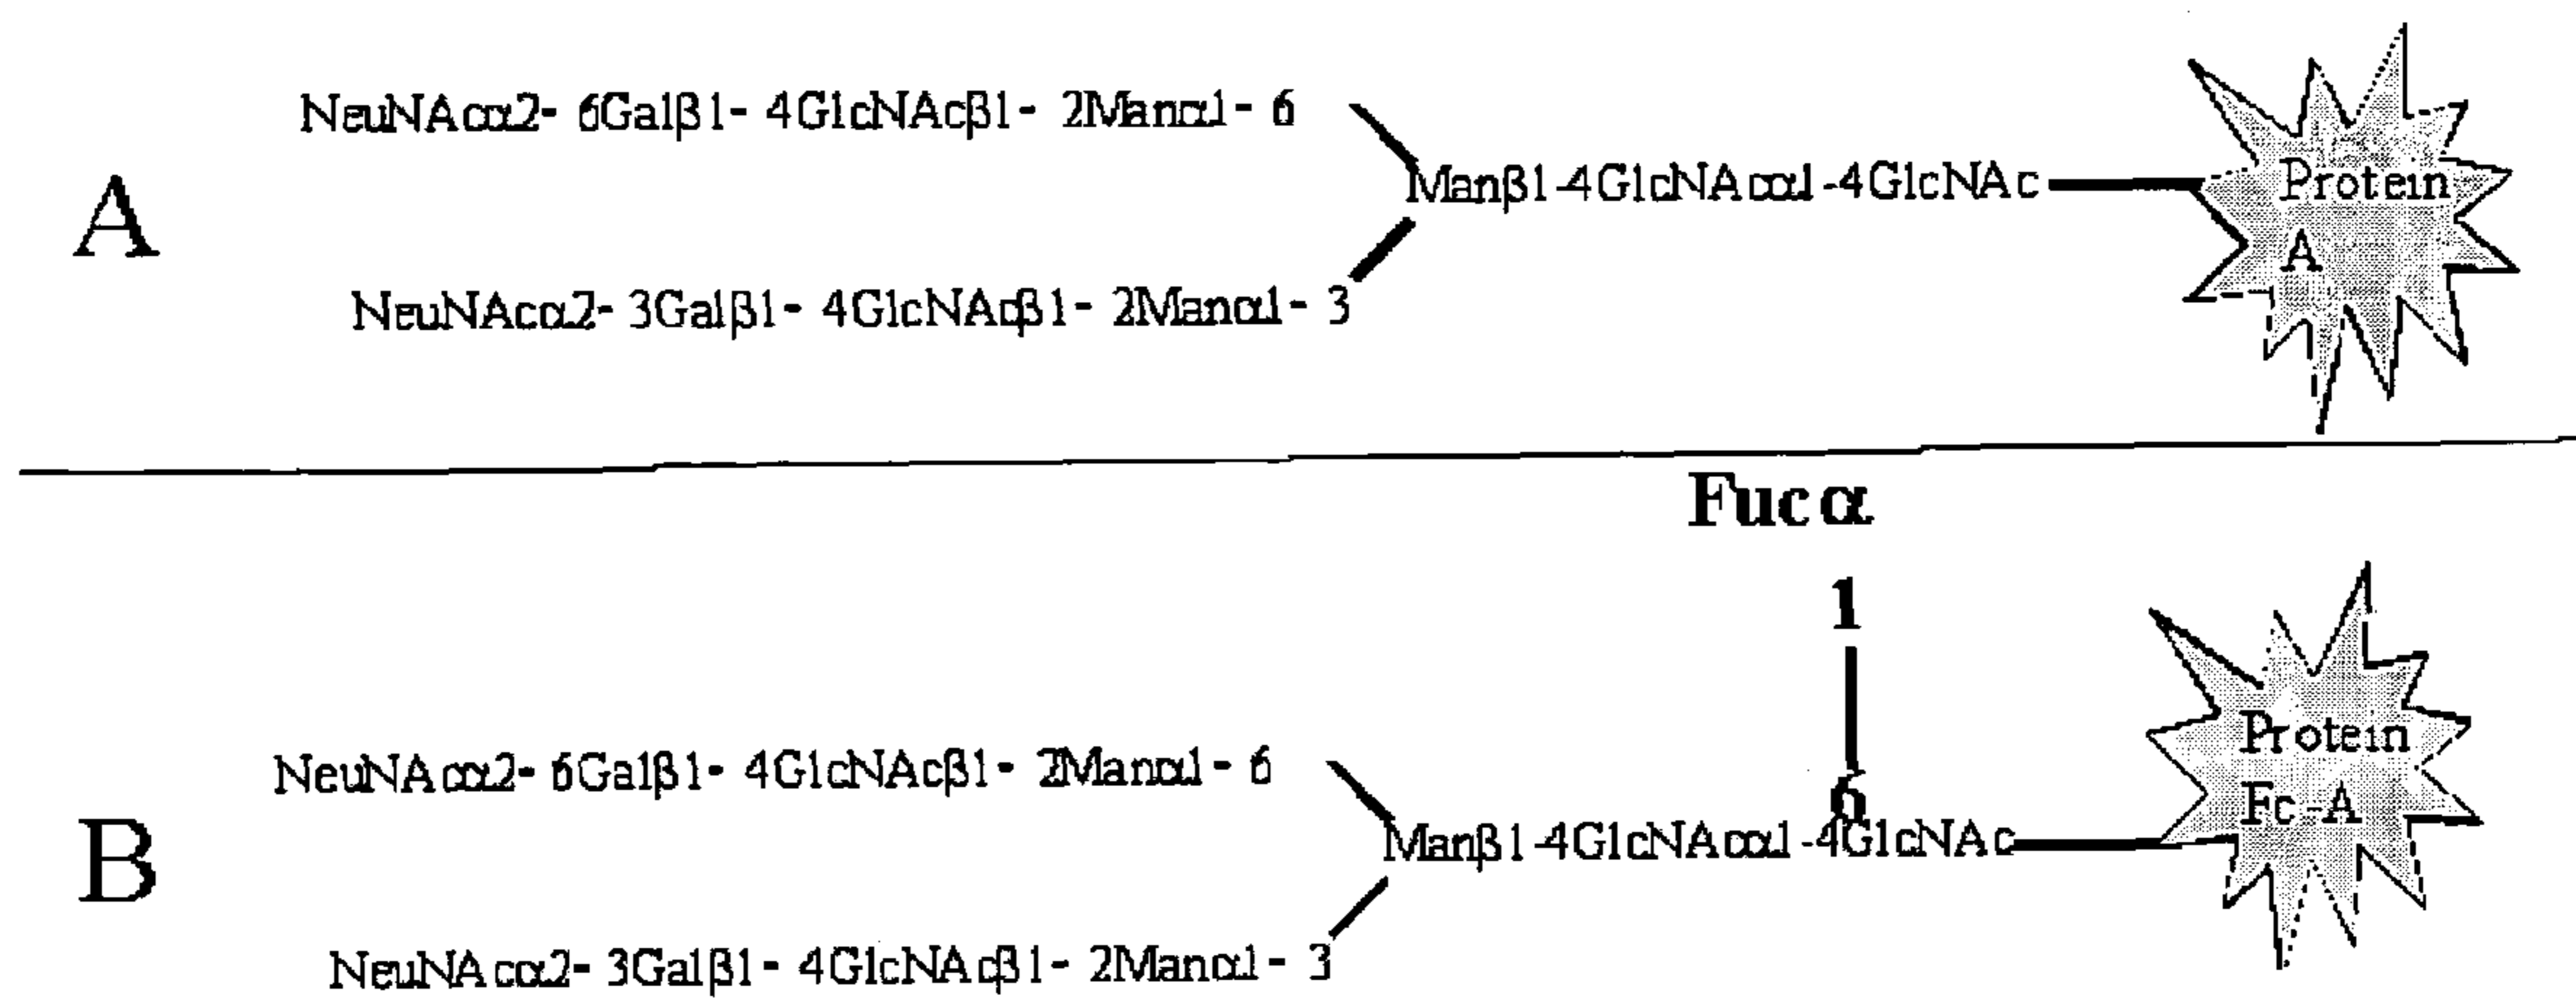 A
NeuNAcα2- 6Galβ1- 4GlcNAcβ1- 2Manα1- 6
Manβ1-4GlcNAcα1-4GlcNAc
NeuNAcα2- 3Galβ1- 4GlcNAcβ1- 2Manα1- 3
Protein
A
Fucα
1
6
B
NeuNAcα2- 6Galβ1- 4GlcNAcβ1- 2Manα1- 6
Manβ1-4GlcNAcα1-4GlcNAc
NeuNAcα2- 3Galβ1- 4GlcNAcβ1- 2Manα1- 3
Protein
Fc-A